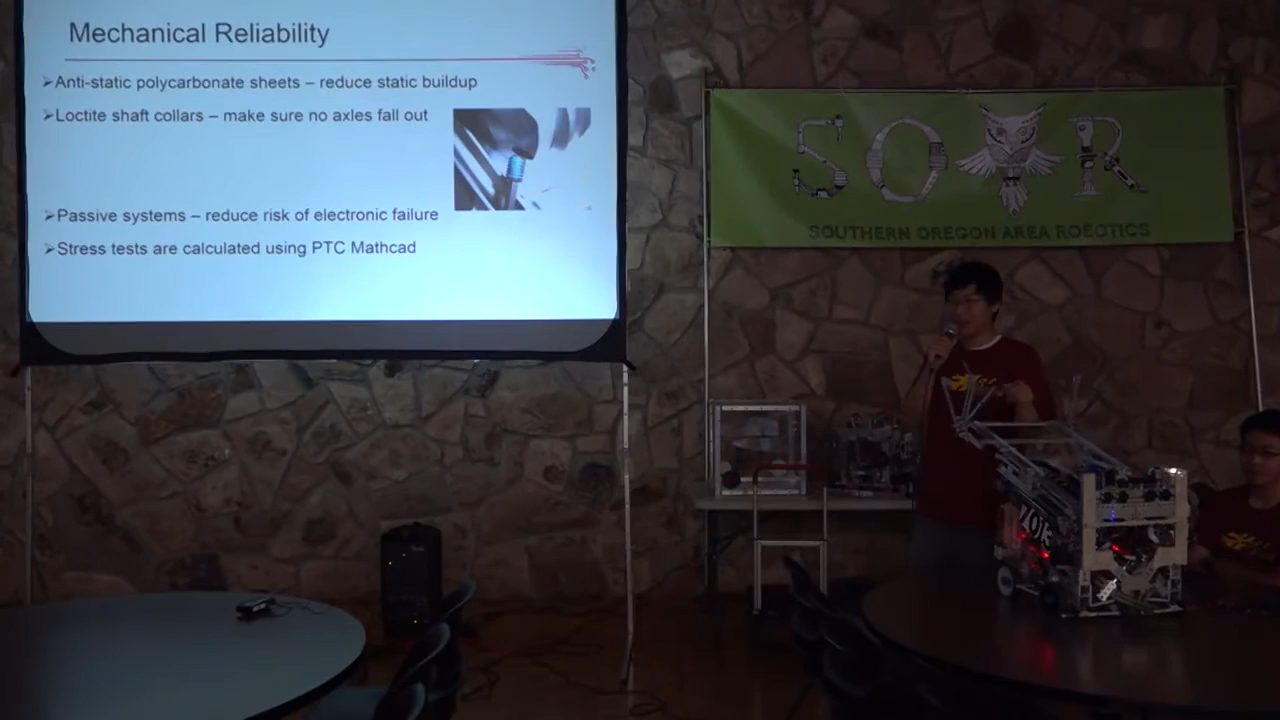 Mechanical Reliability
➢Anti-static polycarbonate sheets – reduce static buildup
➢Loctite shaft collars – make sure no axles fall out
➢Passive systems – reduce risk of electronic failure
➢Stress tests are calculated using PTC Mathcad
SOAR
SOUTHERN OREGON AREA ROBOTICS